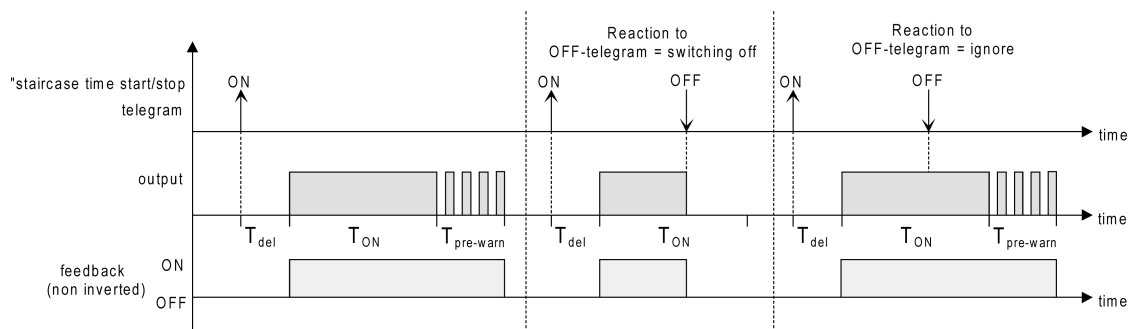 Reaction to
OFF-telegram = switching off
Reaction to
OFF-telegram = ignore
"staircase time start/stop
telegram
ON
ON
OFF
ON
OFF
time
output
time
T del
T ON
T pre-warn
T del
T ON
T del
T ON
T pre-warn
feedback
(non inverted)
ON
OFF
time